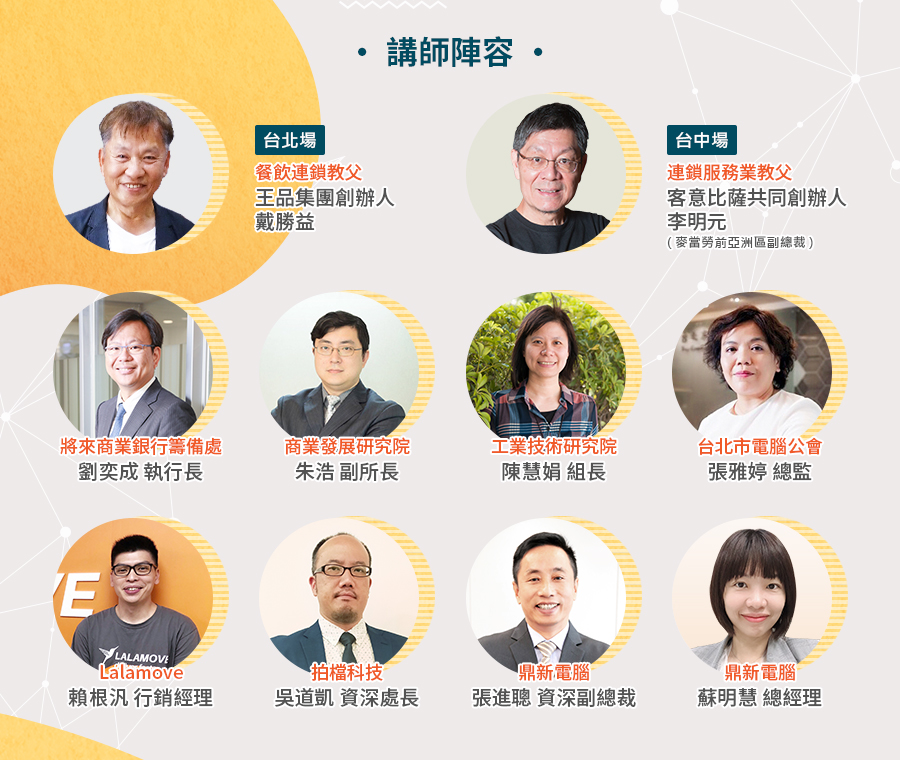 • 講師陣容 •
台北場
餐飲連鎖教父
王品集團創辦人
戴勝益
台中場
連鎖服務業教父
客意比薩共同創辦人
李明元
( 麥當勞前亞洲區副總裁 )
將來商業銀行籌備處
劉奕成 執行長
商業發展研究院
朱浩 副所長
工業技術研究院
陳慧娟 組長
台北市電腦公會
張雅婷 總監
VE
LALAMOVE
Lalamove
賴根汎 行銷經理
拍檔科技
吳道凱 資深處長
鼎新電腦
張進聰 資深副總裁
鼎新電腦
蘇明慧 總經理